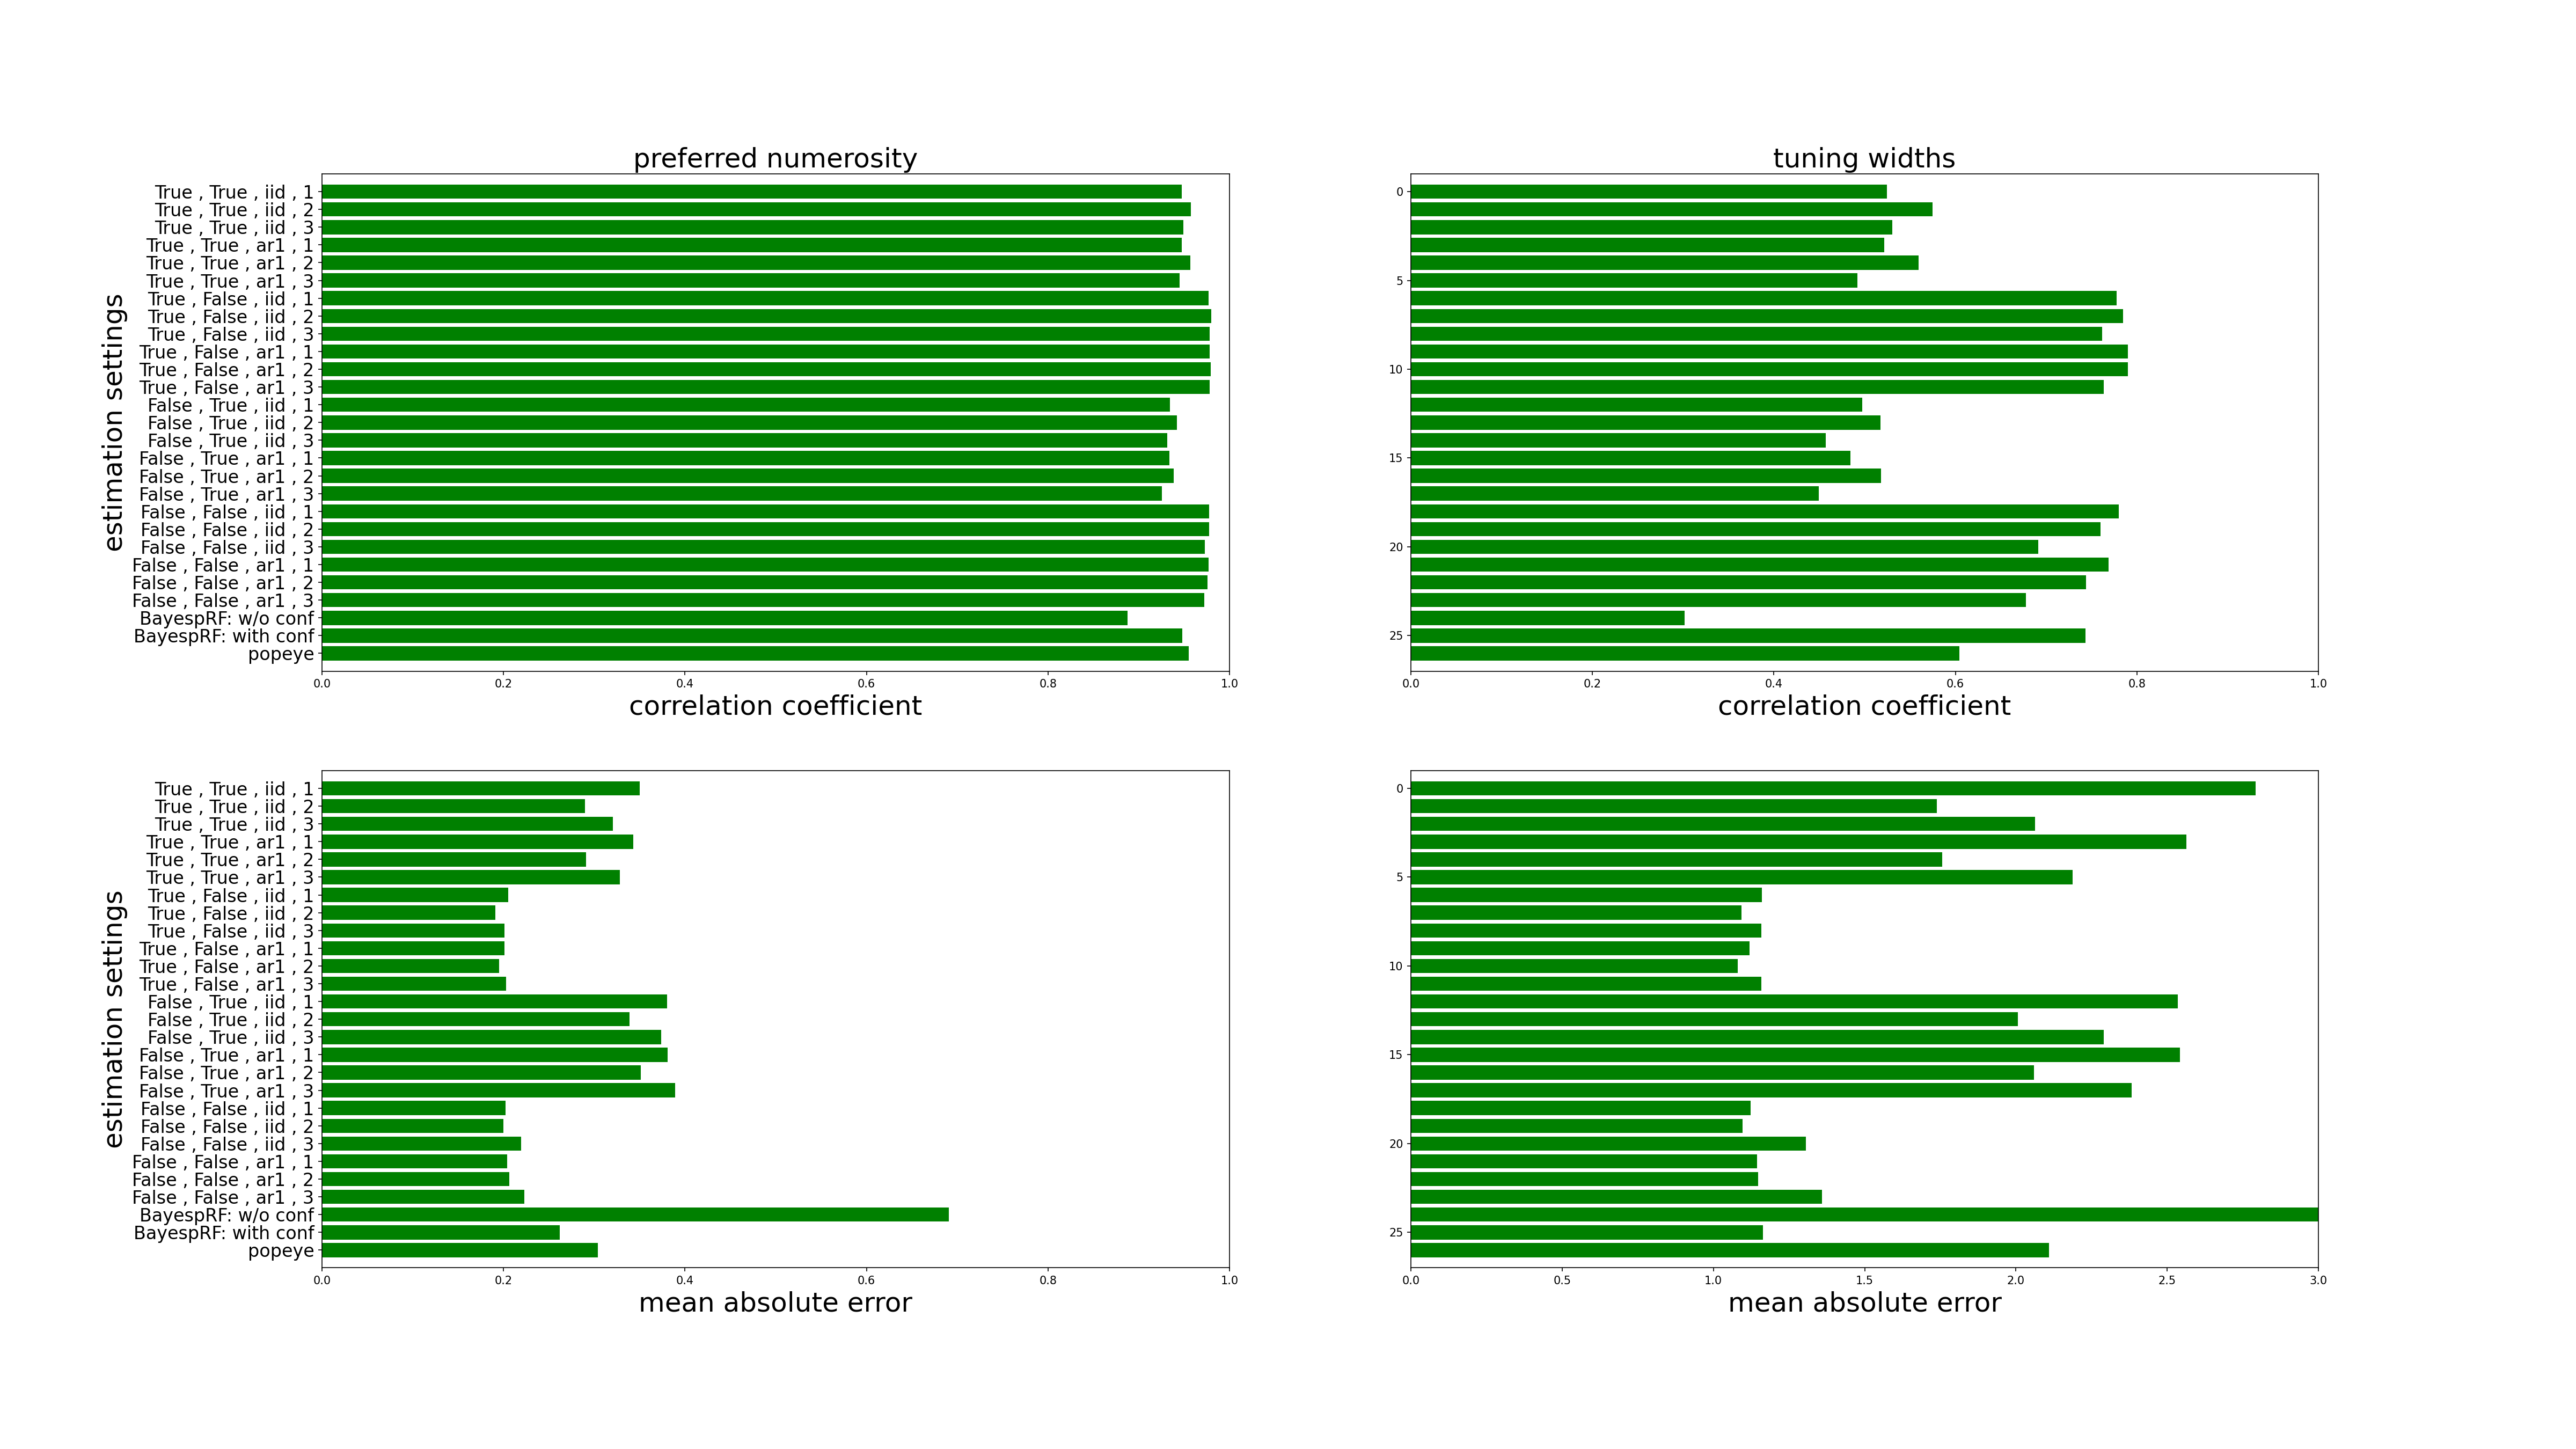 preferred numerosity
estimation settings
True , True , iid , 1
True , True , iid , 2
True , True , iid , 3
True , True , ar1 , 1
True , True , ar1 , 2
True , True , ar1 , 3
True , False , iid , 1
True , False , iid , 2
True , False , iid , 3
True , False , ar1 , 1
True , False , ar1 , 2
True , False , ar1 , 3
False , True , iid , 1
False , True , iid , 2
False , True , iid , 3
False , True , ar1 , 1
False , True , ar1 , 2
False , True , ar1 , 3
False , False , iid , 1
False , False , iid , 2
False , False , iid , 3
False , False , ar1 , 1
False , False , ar1 , 2
False , False , ar1 , 3
BayespRF: w/o conf
BayespRF: with conf
popeye
0.0 0.2 0.4 0.6 0.8 1.0
correlation coefficient
tuning widths
0
5
10
15
20
25
0.0 0.2 0.4 0.6 0.8 1.0
correlation coefficient
estimation settings
True , True , iid , 1
True , True , iid , 2
True , True , iid , 3
True , True , ar1 , 1
True , True , ar1 , 2
True , True , ar1 , 3
True , False , iid , 1
True , False , iid , 2
True , False , iid , 3
True , False , ar1 , 1
True , False , ar1 , 2
True , False , ar1 , 3
False , True , iid , 1
False , True , iid , 2
False , True , iid , 3
False , True , ar1 , 1
False , True , ar1 , 2
False , True , ar1 , 3
False , False , iid , 1
False , False , iid , 2
False , False , iid , 3
False , False , ar1 , 1
False , False , ar1 , 2
False , False , ar1 , 3
BayespRF: w/o conf
BayespRF: with conf
popeye
0.0 0.2 0.4 0.6 0.8 1.0
mean absolute error
0
5
10
15
20
25
0.0 0.5 1.0 1.5 2.0 2.5 3.0
mean absolute error